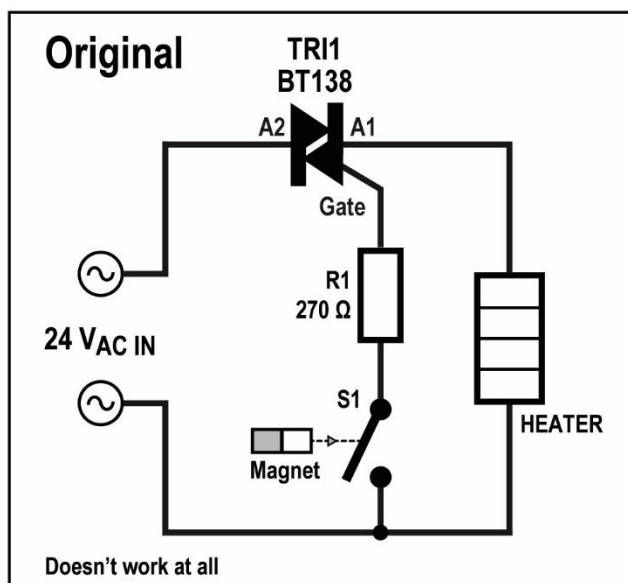 Original
TRI1
BT138
A2
A1
Gate
R1
270 Ω
24 VAC IN
S1
Magnet
HEATER
Doesn't work at all